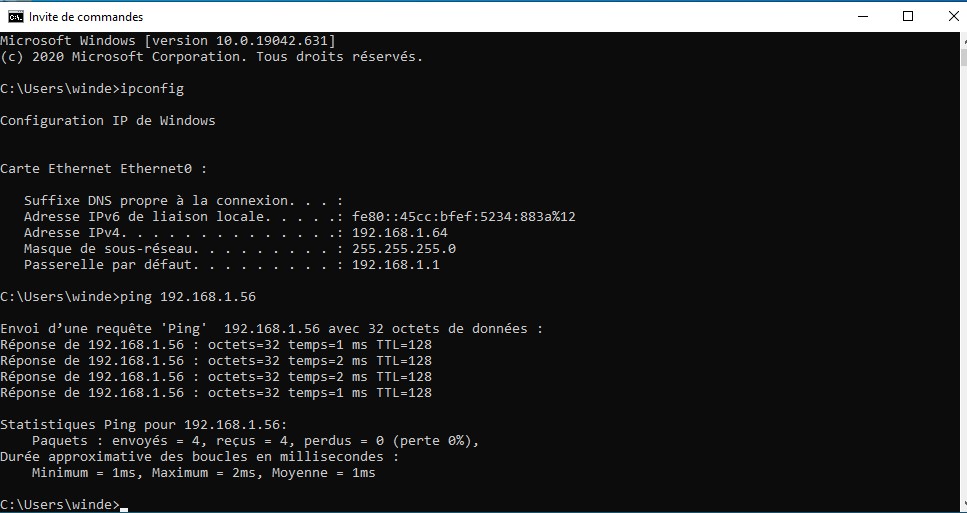 Invite de commandes
Microsoft Windows [version 10.0.19042.631]
(c) 2020 Microsoft Corporation. Tous droits réservés.
C:\Users\winde>ipconfig
Configuration IP de Windows
Carte Ethernet Ethernet0 :
Suffixe DNS propre à la connexion. . . :
Adresse IPv6 de liaison locale. . . . .: fe80::45cc:bfef:5234:883a%12
Adresse IPv4. . . . . . . . . . . . . .: 192.168.1.64
Masque de sous-réseau. . . . . . . . . : 255.255.255.0
Passerelle par défaut. . . . . . . . . : 192.168.1.1
C:\Users\winde>ping 192.168.1.56
Envoi d’une requête 'Ping'  192.168.1.56 avec 32 octets de données :
Réponse de 192.168.1.56 : octets=32 temps=1 ms TTL=128
Réponse de 192.168.1.56 : octets=32 temps=2 ms TTL=128
Réponse de 192.168.1.56 : octets=32 temps=2 ms TTL=128
Réponse de 192.168.1.56 : octets=32 temps=1 ms TTL=128
Statistiques Ping pour 192.168.1.56:
Paquets : envoyés = 4, reçus = 4, perdus = 0 (perte 0%),
Durée approximative des boucles en millisecondes :
Minimum = 1ms, Maximum = 2ms, Moyenne = 1ms
C:\Users\winde>